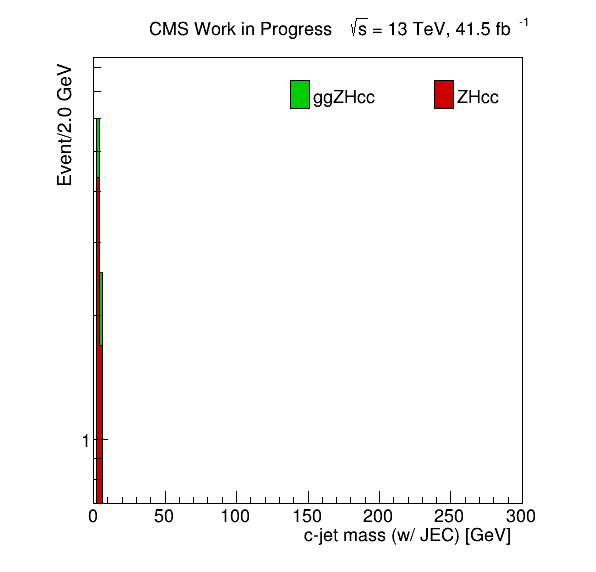 CMS Work in Progress √s = 13 TeV, 41.5 fb⁻¹
Event/2.0 GeV
ggZHcc ZHcc
1
0 50 100 150 200 250 300
c-jet mass (w/ JEC) [GeV]